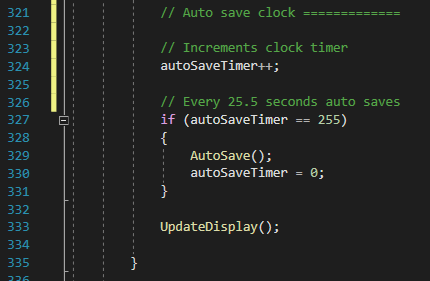 321 // Auto save clock =============
322
323 // Increments clock timer
324 autoSaveTimer++;
325
326 // Every 25.5 seconds auto saves
327 if (autoSaveTimer == 255)
328 {
329 AutoSave();
330 autoSaveTimer = 0;
331 }
332
333 UpdateDisplay();
334
335 }
336